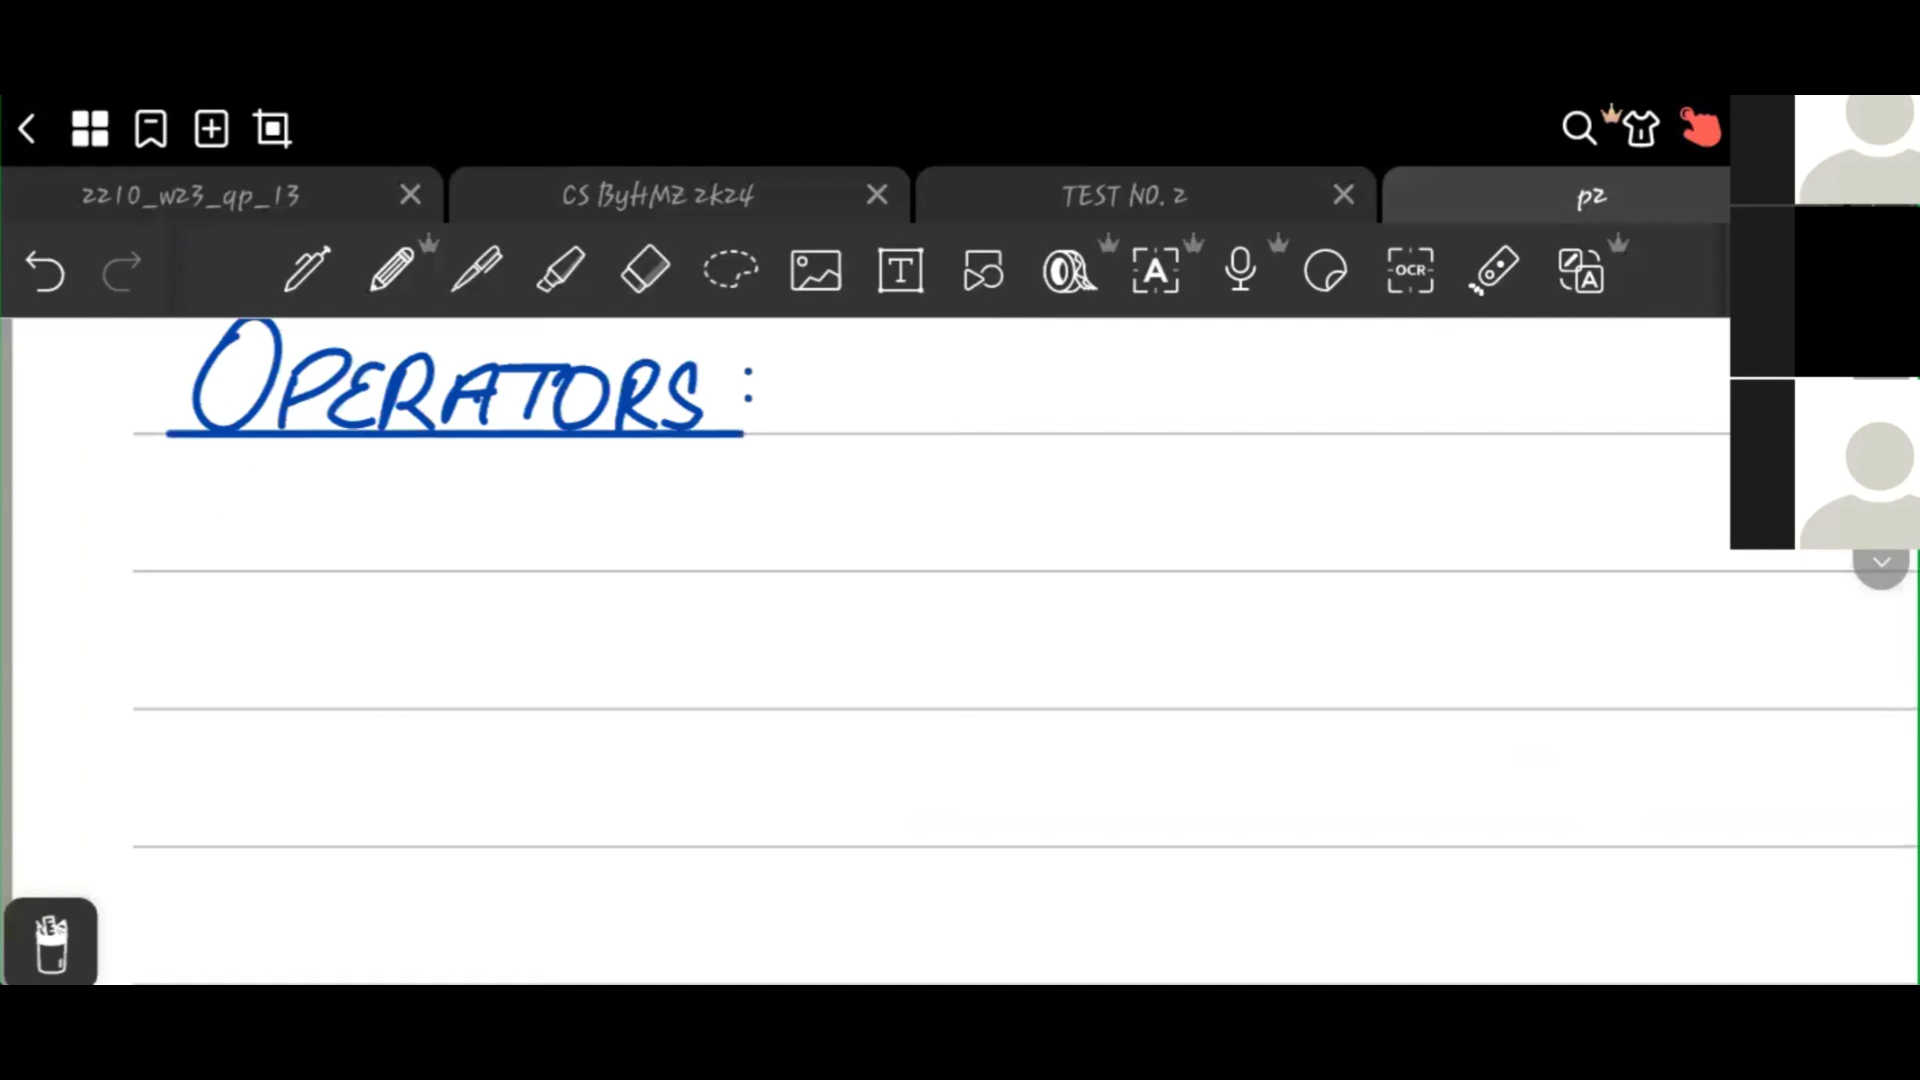 2210_w23_qp_13
CS ByHMZ 2k24
TEST NO. 2
p2
T
A
OCR
A
OPERATORS :